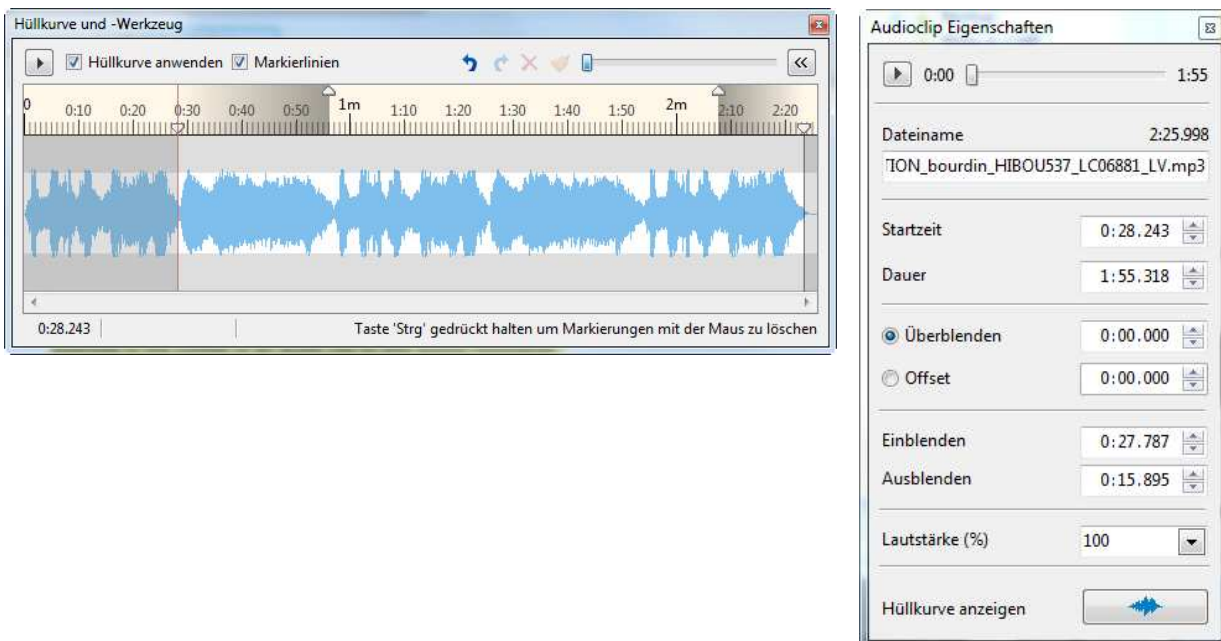 Hüllkurve und -Werkzeug
Hüllkurve anwenden Markierlinien
0 0:10 0:20 0:30 0:40 0:50 1m 1:10 1:20 1:30 1:40 1:50 2m 2:10 2:20
0:28.243 Taste 'Strg' gedrückt halten um Markierungen mit der Maus zu löschen
Audioclip Eigenschaften
0:00 1:55
Dateiname 2:25.998
TION_bourdin_HIBOU537_LC06881_LV.mp3
Startzeit 0:28.243
Dauer 1:55.318
Überblenden 0:00.000
Offset 0:00.000
Einblenden 0:27.787
Ausblenden 0:15.895
Lautstärke (%) 100
Hüllkurve anzeigen